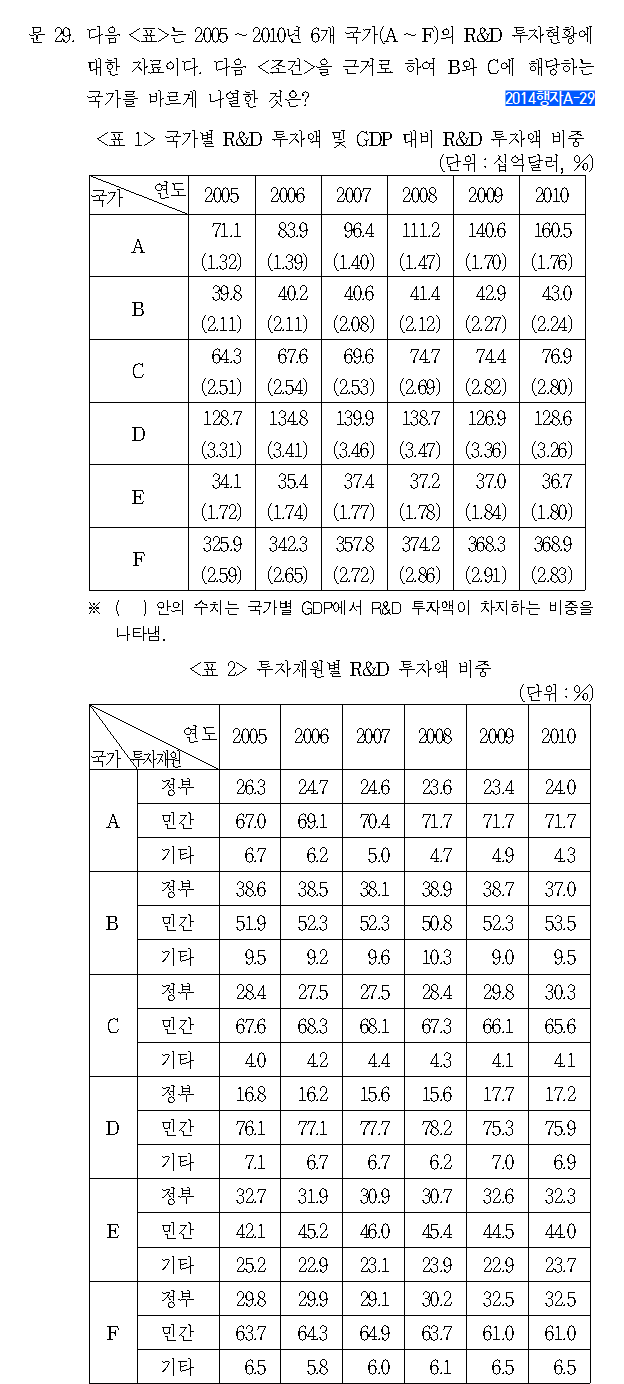 문 29. 다음 <표>는 2005 ~ 2010년 6개 국가(A ~ F)의 R&D 투자현황에
대한 자료이다. 다음 <조건>을 근거로 하여 B와 C에 해당하는
국가를 바르게 나열한 것은?
2014행자A-29
<표 1> 국가별 R&D 투자액 및 GDP 대비 R&D 투자액 비중
(단위 : 십억달러, %)
국가 연도 2005 2006 2007 2008 2009 2010
A 71.1 83.9 96.4 111.2 140.6 160.5
(1.32) (1.39) (1.40) (1.47) (1.70) (1.76)
B 39.8 40.2 40.6 41.4 42.9 43.0
(2.11) (2.11) (2.08) (2.12) (2.27) (2.24)
C 64.3 67.6 69.6 74.7 74.4 76.9
(2.51) (2.54) (2.53) (2.69) (2.82) (2.80)
D 128.7 134.8 139.9 138.7 126.9 128.6
(3.31) (3.41) (3.46) (3.47) (3.36) (3.26)
E 34.1 35.4 37.4 37.2 37.0 36.7
(1.72) (1.74) (1.77) (1.78) (1.84) (1.80)
F 325.9 342.3 357.8 374.2 368.3 368.9
(2.59) (2.65) (2.72) (2.86) (2.91) (2.83)
※ ( ) 안의 수치는 국가별 GDP에서 R&D 투자액이 차지하는 비중을
나타냄.
<표 2> 투자재원별 R&D 투자액 비중
(단위 : %)
국가 투자재원 연도 2005 2006 2007 2008 2009 2010
A 정부 26.3 24.7 24.6 23.6 23.4 24.0
민간 67.0 69.1 70.4 71.7 71.7 71.7
기타 6.7 6.2 5.0 4.7 4.9 4.3
B 정부 38.6 38.5 38.1 38.9 38.7 37.0
민간 51.9 52.3 52.3 50.8 52.3 53.5
기타 9.5 9.2 9.6 10.3 9.0 9.5
C 정부 28.4 27.5 27.5 28.4 29.8 30.3
민간 67.6 68.3 68.1 67.3 66.1 65.6
기타 4.0 4.2 4.4 4.3 4.1 4.1
D 정부 16.8 16.2 15.6 15.6 17.7 17.2
민간 76.1 77.1 77.7 78.2 75.3 75.9
기타 7.1 6.7 6.7 6.2 7.0 6.9
E 정부 32.7 31.9 30.9 30.7 32.6 32.3
민간 42.1 45.2 46.0 45.4 44.5 44.0
기타 25.2 22.9 23.1 23.9 22.9 23.7
F 정부 29.8 29.9 29.1 30.2 32.5 32.5
민간 63.7 64.3 64.9 63.7 61.0 61.0
기타 6.5 5.8 6.0 6.1 6.5 6.5